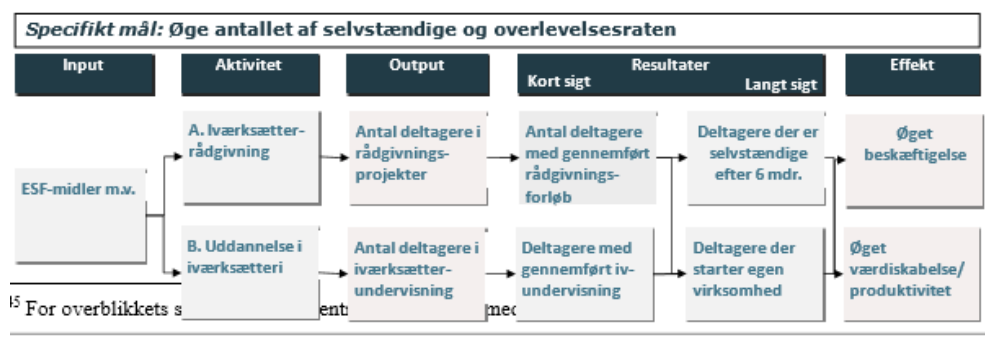 Specifikt mål: Øge antallet af selvstændige og overlevelsesraten
Input
Aktivitet
Output
Resultater
Kort sigt
Langt sigt
Effekt
ESF-midler m.v.
A. Iværksætter-
rådgivning
Antal deltagere i
rådgivnings-
projekter
Antal deltagere
med gennemført
rådgivnings-
forløb
Deltagere der er
selvstændige
efter 6 mdr.
Øget
beskæftigelse
B. Uddannelse i
iværksætteri
Antal deltagere i
iværksætter-
undervisning
Deltagere med
gennemført iv-
undervisning
Deltagere der
starter egen
virksomhed
Øget
værdiskabelse/
produktivitet
45 For overblikkets